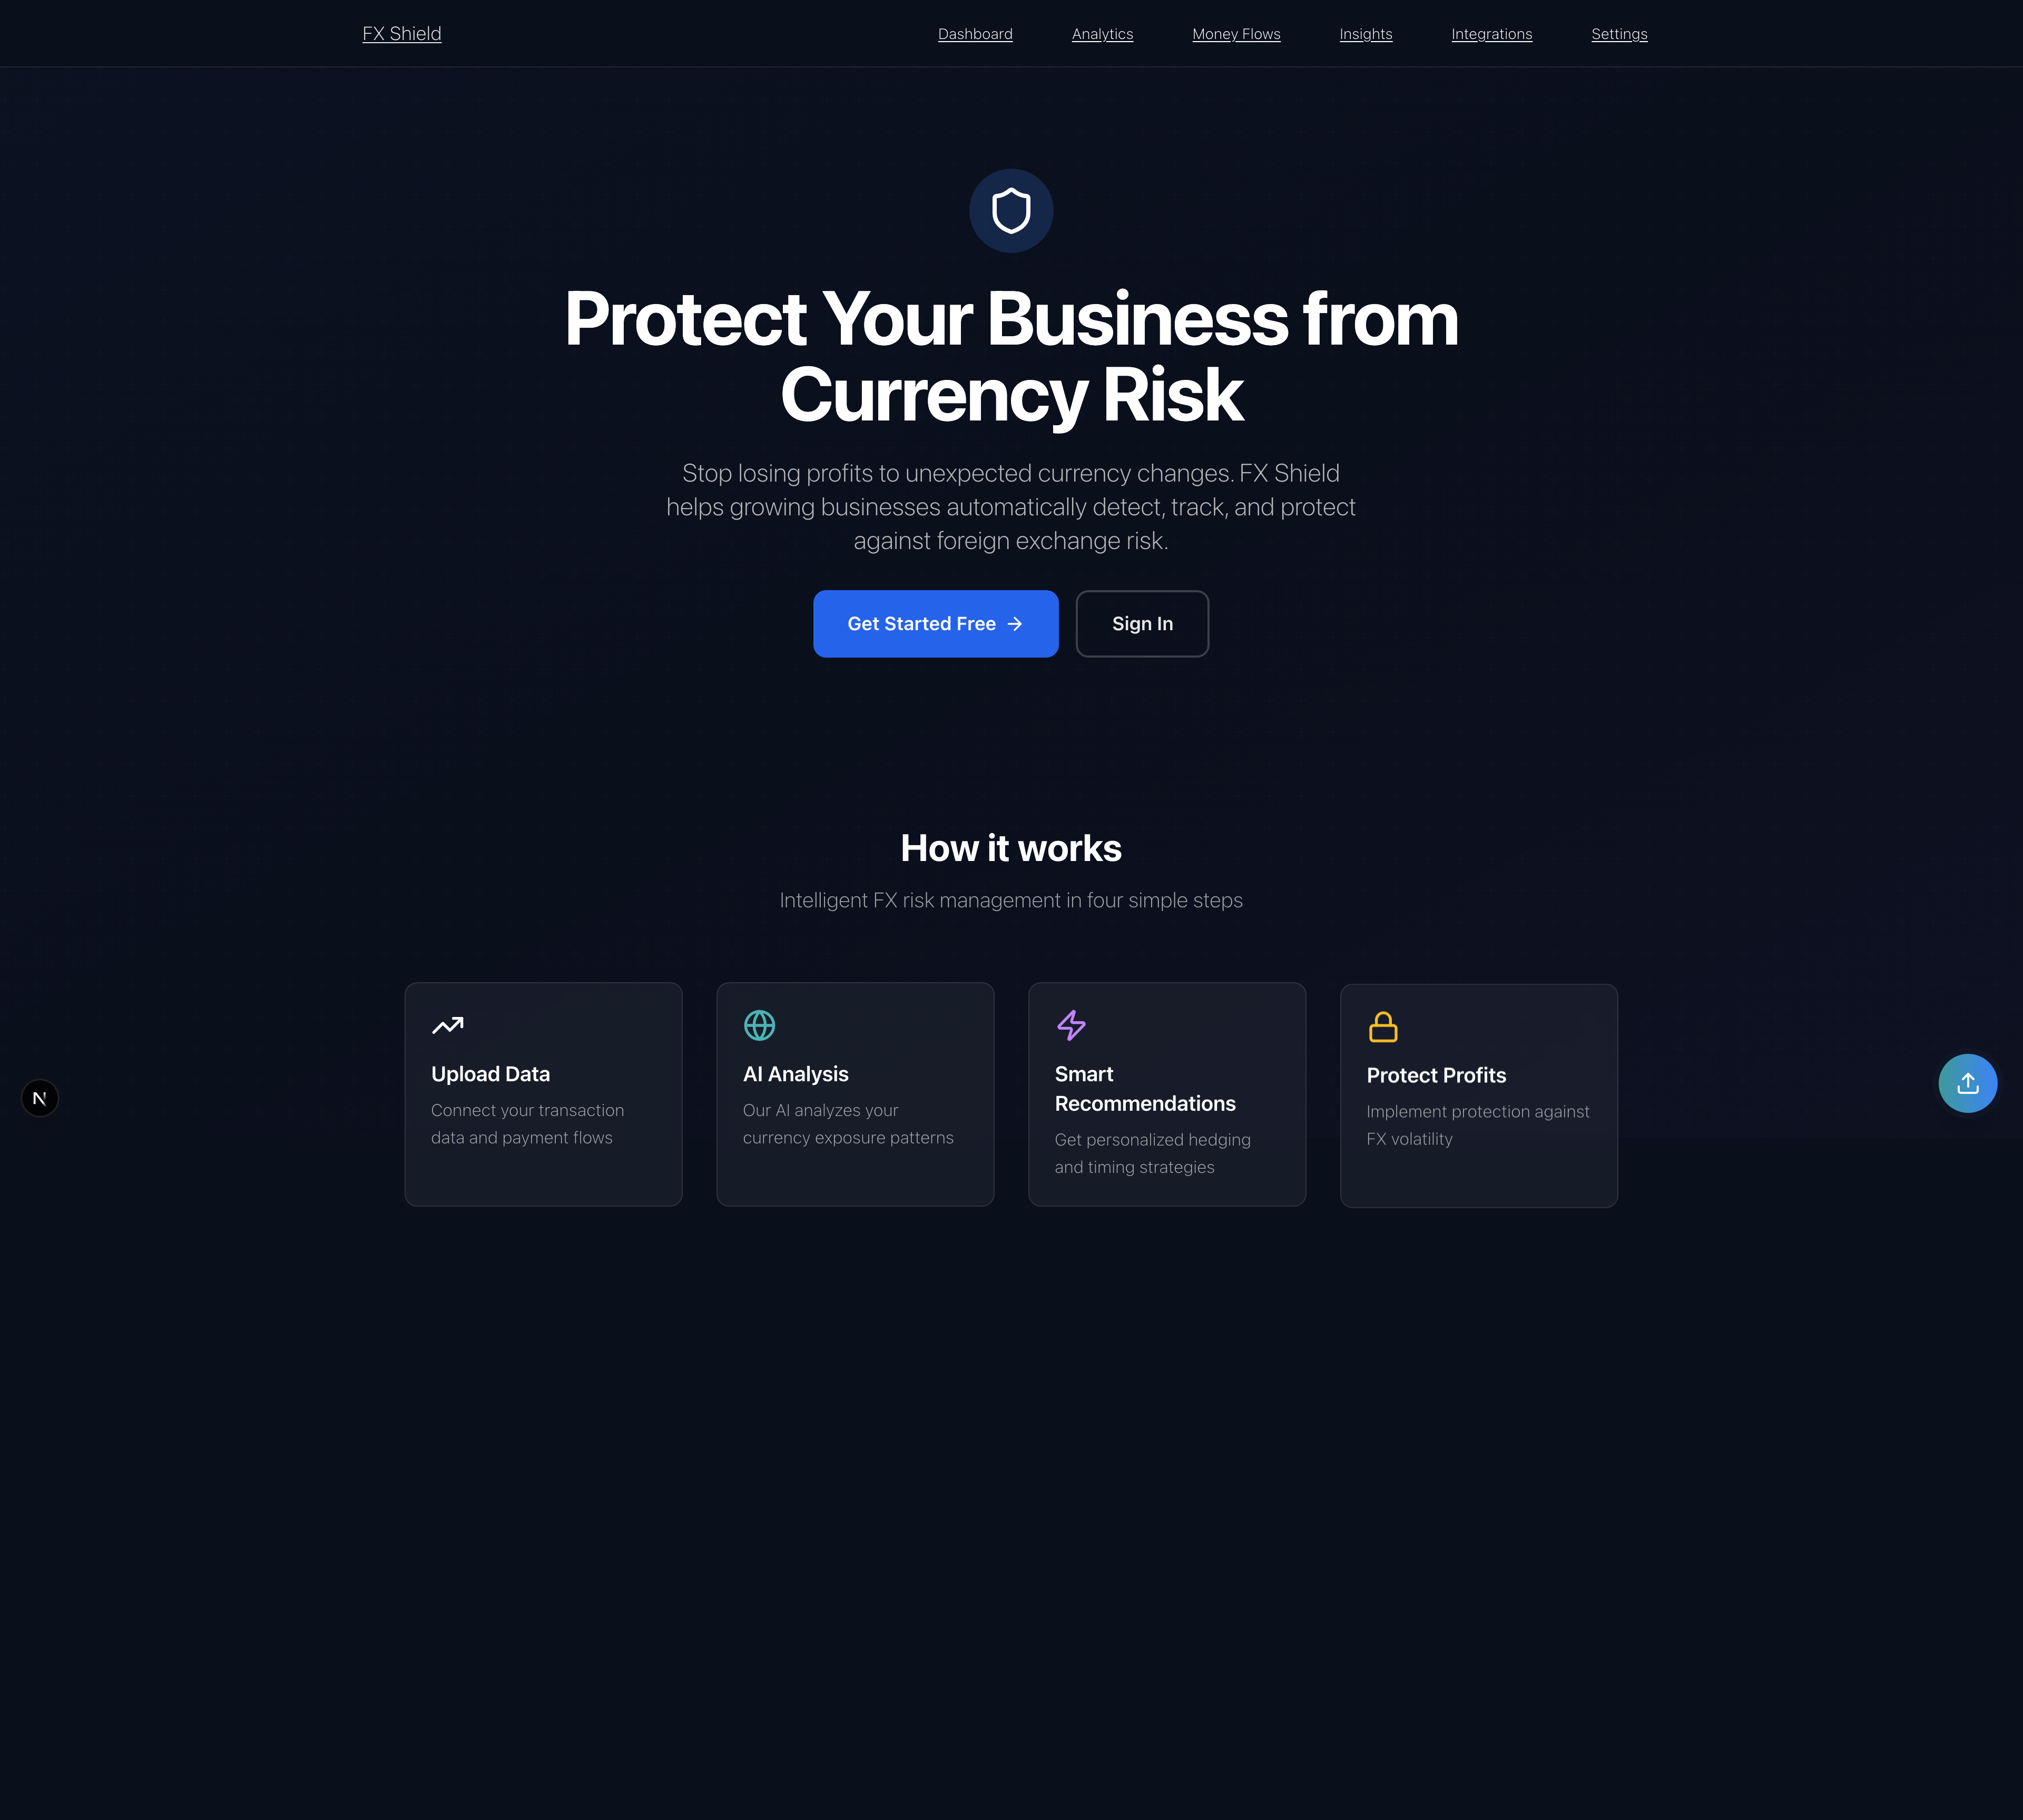 FX Shield
Dashboard
Analytics
Money Flows
Insights
Integrations
Settings
Protect Your Business from
Currency Risk
Stop losing profits to unexpected currency changes. FX Shield
helps growing businesses automatically detect, track, and protect
against foreign exchange risk.
Get Started Free
Sign In
How it works
Intelligent FX risk management in four simple steps
Upload Data
Connect your transaction
data and payment flows
AI Analysis
Our AI analyzes your
currency exposure patterns
Smart
Recommendations
Get personalized hedging
and timing strategies
Protect Profits
Implement protection against
FX volatility
N